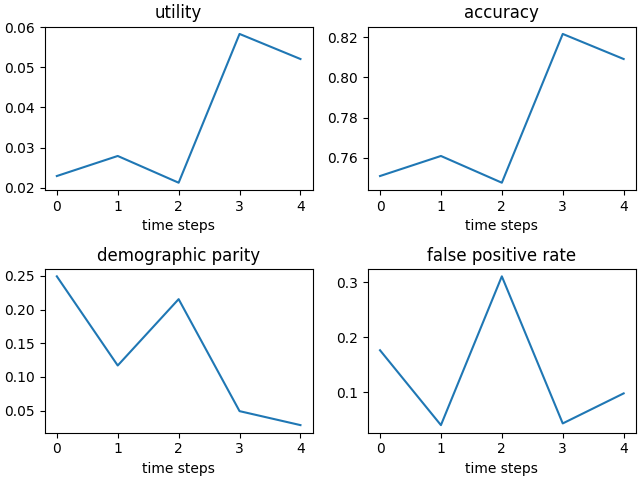 utility
0.06
0.05
0.04
0.03
0.02
0 1 2 3 4
time steps
accuracy
0.82
0.80
0.78
0.76
0 1 2 3 4
time steps
demographic parity
0.25
0.20
0.15
0.10
0.05
0 1 2 3 4
time steps
false positive rate
0.3
0.2
0.1
0 1 2 3 4
time steps